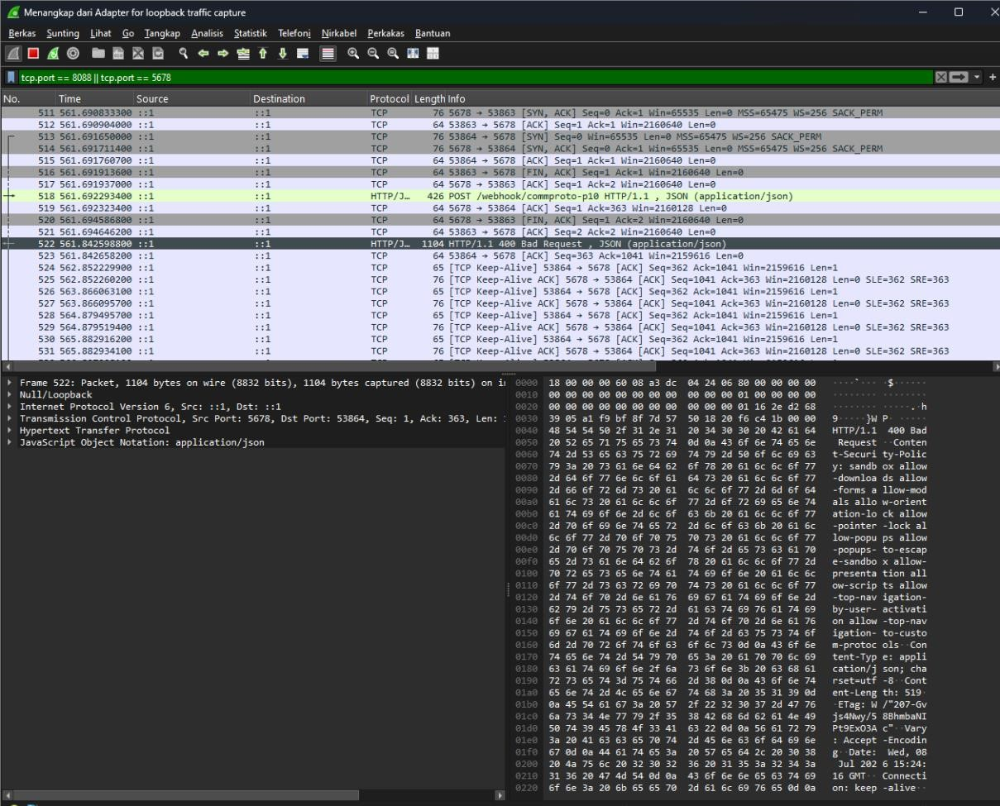 Menangkap dari Adapter for loopback traffic capture
Berkas Sunting Lihat Go Tangkap Analisis Statistik Telefoni Nirkabel Perkakas Bantuan
tcp.port == 8088 || tcp.port == 5678
No. Time Source Destination Protocol Length Info
511 561.690833300 ::1 ::1 TCP 76 5678 → 53863 [SYN, ACK] Seq=0 Ack=1 Win=65535 Len=0 MSS=65475 WS=256 SACK_PERM
512 561.690904000 ::1 ::1 TCP 64 53863 → 5678 [ACK] Seq=1 Ack=1 Win=2160640 Len=0
513 561.691650000 ::1 ::1 TCP 76 53864 → 5678 [SYN] Seq=0 Win=65535 Len=0 MSS=65475 WS=256 SACK_PERM
514 561.691711400 ::1 ::1 TCP 76 5678 → 53864 [SYN, ACK] Seq=0 Ack=1 Win=65535 Len=0 MSS=65475 WS=256 SACK_PERM
515 561.691760700 ::1 ::1 TCP 64 53864 → 5678 [ACK] Seq=1 Ack=1 Win=2160640 Len=0
516 561.691913600 ::1 ::1 TCP 64 53863 → 5678 [FIN, ACK] Seq=1 Ack=1 Win=2160640 Len=0
517 561.691937000 ::1 ::1 TCP 64 5678 → 53863 [ACK] Seq=1 Ack=2 Win=2160640 Len=0
518 561.692293400 ::1 ::1 HTTP/J… 426 POST /webhook/commproto-p10 HTTP/1.1 , JSON (application/json)
519 561.692323400 ::1 ::1 TCP 64 5678 → 53864 [ACK] Seq=1 Ack=363 Win=2160128 Len=0
520 561.694586800 ::1 ::1 TCP 64 5678 → 53863 [FIN, ACK] Seq=1 Ack=2 Win=2160640 Len=0
521 561.694646200 ::1 ::1 TCP 64 53863 → 5678 [ACK] Seq=2 Ack=2 Win=2160640 Len=0
522 561.842598800 ::1 ::1 HTTP/J… 1104 HTTP/1.1 400 Bad Request , JSON (application/json)
523 561.842658200 ::1 ::1 TCP 64 53864 → 5678 [ACK] Seq=363 Ack=1041 Win=2159616 Len=0
524 562.852229900 ::1 ::1 TCP 65 [TCP Keep-Alive] 53864 → 5678 [ACK] Seq=362 Ack=1041 Win=2159616 Len=1
525 562.852260200 ::1 ::1 TCP 76 [TCP Keep-Alive ACK] 5678 → 53864 [ACK] Seq=1041 Ack=363 Win=2160128 Len=0 SLE=362 SRE=363
526 563.866063100 ::1 ::1 TCP 65 [TCP Keep-Alive] 53864 → 5678 [ACK] Seq=362 Ack=1041 Win=2159616 Len=1
527 563.866095700 ::1 ::1 TCP 76 [TCP Keep-Alive ACK] 5678 → 53864 [ACK] Seq=1041 Ack=363 Win=2160128 Len=0 SLE=362 SRE=363
528 564.879495700 ::1 ::1 TCP 65 [TCP Keep-Alive] 53864 → 5678 [ACK] Seq=362 Ack=1041 Win=2159616 Len=1
529 564.879519400 ::1 ::1 TCP 76 [TCP Keep-Alive ACK] 5678 → 53864 [ACK] Seq=1041 Ack=363 Win=2160128 Len=0 SLE=362 SRE=363
530 565.882916200 ::1 ::1 TCP 65 [TCP Keep-Alive] 53864 → 5678 [ACK] Seq=362 Ack=1041 Win=2159616 Len=1
531 565.882934100 ::1 ::1 TCP 76 [TCP Keep-Alive ACK] 5678 → 53864 [ACK] Seq=1041 Ack=363 Win=2160128 Len=0 SLE=362 SRE=363
Frame 522: Packet, 1104 bytes on wire (8832 bits), 1104 bytes captured (8832 bits) on
Null/Loopback
Internet Protocol Version 6, Src: ::1, Dst: ::1
Transmission Control Protocol, Src Port: 5678, Dst Port: 53864, Seq: 1, Ack: 363, Len:
Hypertext Transfer Protocol
JavaScript Object Notation: application/json
0000 18 00 00 00 60 08 a3 dc 04 24 06 80 00 00 00 00 ····`··· ·$······
0010 00 00 00 00 00 00 00 00 00 00 00 01 00 00 00 00
0020 00 00 00 00 00 00 00 00 00 00 00 01 16 2e d2 68 ········ ·····.·h
0030 39 05 a1 f9 bf 8f 7d 57 50 18 20 f6 c4 1b 00 00 9·····}W P· ·····
0040 48 54 54 50 2f 31 2e 31 20 34 30 30 20 42 61 64 HTTP/1.1 400 Bad
0050 20 52 65 71 75 65 73 74 0d 0a 43 6f 6e 74 65 6e Request ··Conten
0060 74 2d 53 65 63 75 72 69 74 79 2d 50 6f 6c 69 63 t-Securi ty-Polic
0070 79 3a 20 73 61 6e 64 62 6f 78 20 61 6c 6c 6f 77 y: sandb ox allow
0080 2d 64 6f 77 6e 6c 6f 61 64 73 20 61 6c 6c 6f 77 -downloa ds allow
0090 2d 66 6f 72 6d 73 20 61 6c 6c 6f 77 2d 6d 6f 64 -forms a llow-mod
00a0 61 6c 73 20 61 6c 6c 6f 77 2d 6f 72 69 65 6e 74 als allo w-orient
00b0 61 74 69 6f 6e 2d 6c 6f 63 6b 20 61 6c 6c 6f 77 ation-lo ck allow
00c0 2d 70 6f 69 6e 74 65 72 2d 6c 6f 63 6b 20 61 6c -pointer -lock al
00d0 6c 6f 77 2d 70 6f 70 75 70 73 20 61 6c 6c 6f 77 low-popu ps allow
00e0 2d 70 6f 70 75 70 73 2d 74 6f 2d 65 73 63 61 70 -popups- to-escap
00f0 65 2d 73 61 6e 64 62 6f 78 20 61 6c 6c 6f 77 2d e-sandbo x allow-
0100 70 72 65 73 65 6e 74 61 74 69 6f 6e 20 61 6c 6c presenta tion all
0110 6f 77 2d 73 63 72 69 70 74 73 20 61 6c 6c 6f 77 ow-scrip ts allow
0120 2d 74 6f 70 2d 6e 61 76 69 67 61 74 69 6f 6e 2d -top-nav igation-
0130 62 79 2d 75 73 65 72 2d 61 63 74 69 76 61 74 69 by-user- activati
0140 6f 6e 20 61 6c 6c 6f 77 2d 74 6f 70 2d 6e 61 76 on allow -top-nav
0150 69 67 61 74 69 6f 6e 2d 74 6f 2d 63 75 73 74 6f igation- to-custo
0160 6d 2d 70 72 6f 74 6f 63 6f 6c 73 0d 0a 43 6f 6e m-protoc ols··Con
0170 74 65 6e 74 2d 54 79 70 65 3a 20 61 70 70 6c 69 tent-Typ e: appli
0180 63 61 74 69 6f 6e 2f 6a 73 6f 6e 3b 20 63 68 61 cation/j son; cha
0190 72 73 65 74 3d 75 74 66 2d 38 0d 0a 43 6f 6e 74 rset=utf -8··Cont
01a0 65 6e 74 2d 4c 65 6e 67 74 68 3a 20 35 31 39 0d ent-Leng th: 519·
01b0 0a 45 54 61 67 3a 20 57 2f 22 32 30 37 2d 47 76 ·ETag: W /"207-Gv
01c0 6a 73 34 4e 77 79 2f 35 38 42 68 6d 62 61 4e 49 js4Nwy/5 8BhmbaNI
01d0 50 74 39 45 78 4f 33 41 63 22 0d 0a 56 61 72 79 Pt9ExO3A c"··Vary
01e0 3a 20 41 63 63 65 70 74 2d 45 6e 63 6f 64 69 6e : Accept -Encodin
01f0 67 0d 0a 44 61 74 65 3a 20 57 65 64 2c 20 30 38 g··Date: Wed, 08
0200 20 4a 75 6c 20 32 30 32 36 20 31 35 3a 32 34 3a Jul 202 6 15:24:
0210 31 36 20 47 4d 54 0d 0a 43 6f 6e 6e 65 63 74 69 16 GMT·· Connecti
0220 6f 6e 3a 20 6b 65 65 70 2d 61 6c 69 76 65 0d 0a on: keep -alive··